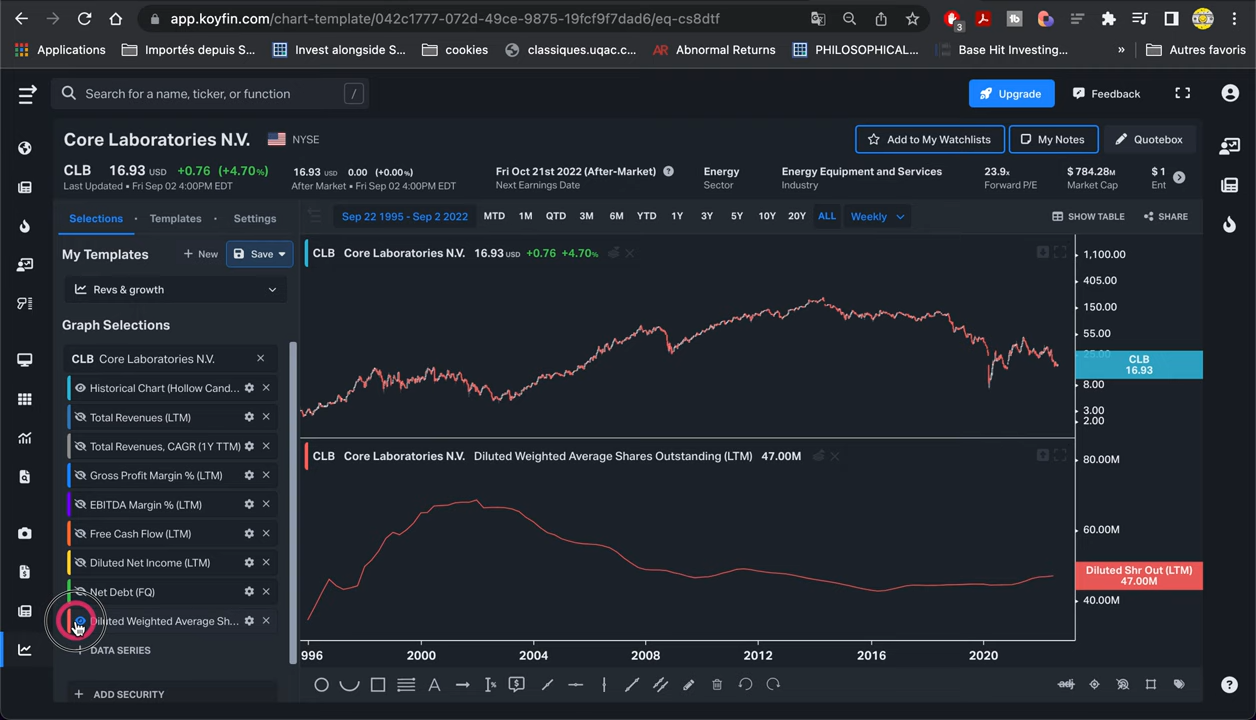 app.koyfin.com/chart-template/042c1777-072d-49ce-9875-19fcf9f7dad6/eq-cs8dtf
3
Applications
Importés depuis S...
Invest alongside S...
cookies
classiques.uqac.c...
AR Abnormal Returns
PHILOSOPHICAL...
Base Hit Investing...
»
Autres favoris
Search for a name, ticker, or function
/
Upgrade
Feedback
Core Laboratories N.V.
NYSE
Add to My Watchlists
My Notes
Quotebox
CLB 16.93 USD +0.76 (+4.70%)
Last Updated • Fri Sep 02 4:00PM EDT
16.93 USD 0.00 (+0.00%)
After Market • Fri Sep 02 4:00PM EDT
Fri Oct 21st 2022 (After-Market)
Next Earnings Date
Energy
Sector
Energy Equipment and Services
Industry
23.9x
Forward P/E
$ 784.28M
Market Cap
$ 1
Ent
Selections • Templates • Settings
Sep 22 1995 - Sep 2 2022 MTD 1M QTD 3M 6M YTD 1Y 3Y 5Y 10Y 20Y ALL Weekly
SHOW TABLE
SHARE
My Templates
+ New
Save
Revs & growth
Graph Selections
CLB Core Laboratories N.V.
Historical Chart (Hollow Cand...
Total Revenues (LTM)
Total Revenues, CAGR (1Y TTM)
Gross Profit Margin % (LTM)
EBITDA Margin % (LTM)
Free Cash Flow (LTM)
Diluted Net Income (LTM)
Net Debt (FQ)
Diluted Weighted Average Sh...
DATA SERIES
+ ADD SECURITY
CLB Core Laboratories N.V. 16.93 USD +0.76 +4.70%
1,100.00
405.00
150.00
55.00
CLB
16.93
8.00
3.00
2.00
CLB Core Laboratories N.V. Diluted Weighted Average Shares Outstanding (LTM) 47.00M
80.00M
60.00M
Diluted Shr Out (LTM)
47.00M
40.00M
996 2000 2004 2008 2012 2016 2020
A
adj
?